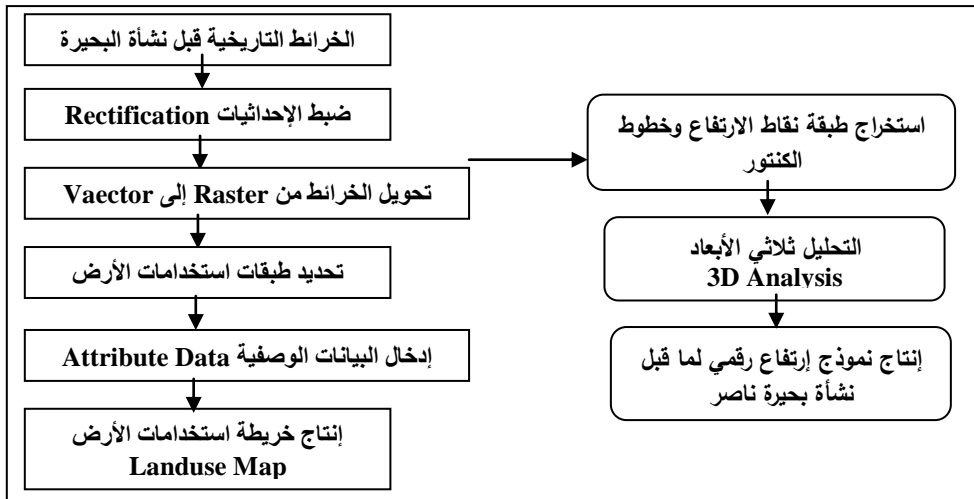 الخرائط التاريخية قبل نشأة البحيرة
ضبط الإحداثيات Rectification
تحويل الخرائط من Raster إلى Vaector
تحديد طبقات استخدامات الأرض
إدخال البيانات الوصفية Attribute Data
إنتاج خريطة استخدامات الأرض
Landuse Map
استخراج طبقة نقاط الارتفاع وخطوط
الكنتور
التحليل ثلاثي الأبعاد
3D Analysis
إنتاج نموذج إرتفاع رقمي لما قبل
نشأة بحيرة ناصر